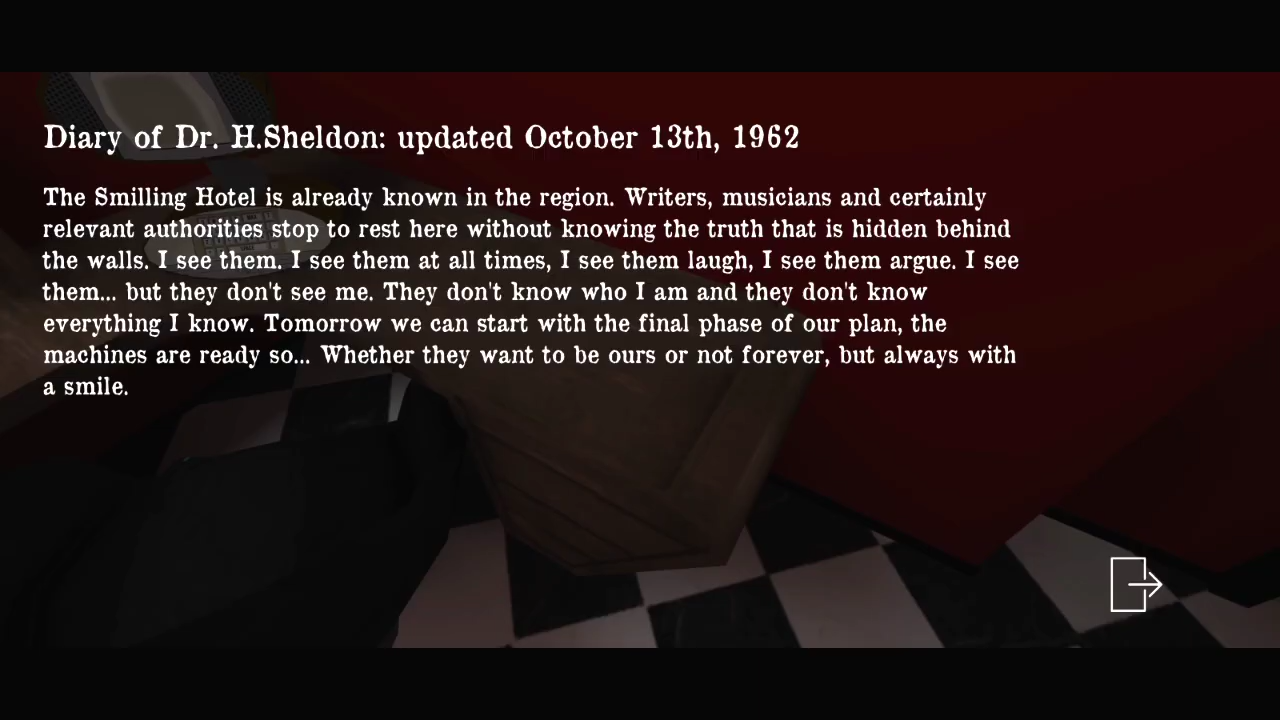 Diary of Dr. H.Sheldon: updated October 13th, 1962
The Smilling Hotel is already known in the region. Writers, musicians and certainly
relevant authorities stop to rest here without knowing the truth that is hidden behind
the walls. I see them. I see them at all times, I see them laugh, I see them argue. I see
them... but they don't see me. They don't know who I am and they don't know
everything I know. Tomorrow we can start with the final phase of our plan, the
machines are ready so... Whether they want to be ours or not forever, but always with
a smile.